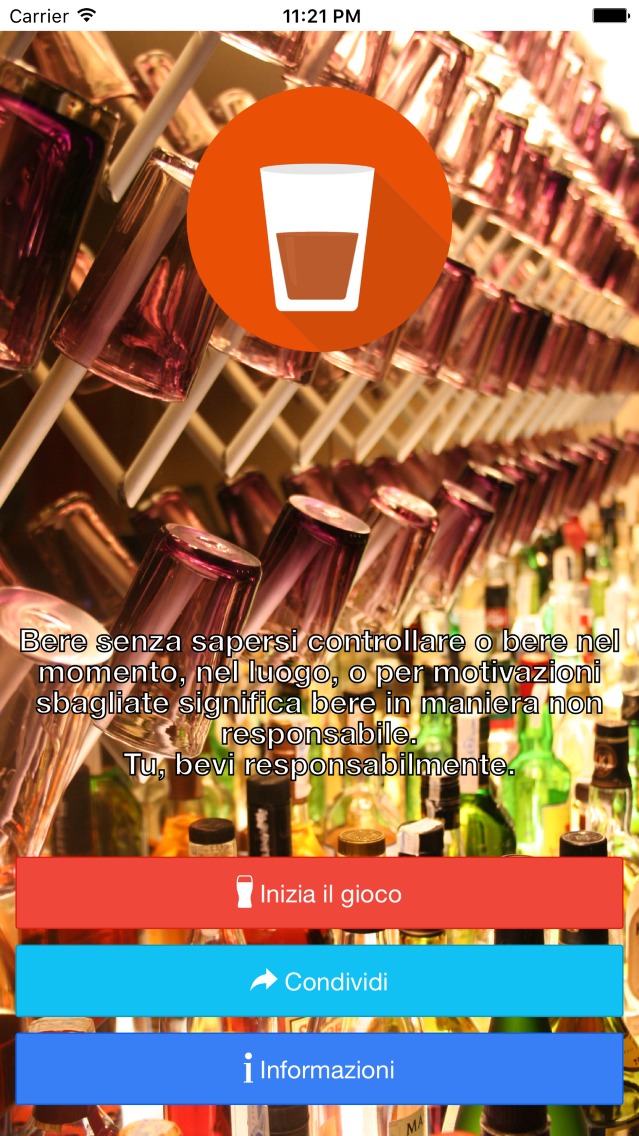 Carrier 11:21 PM
Bere senza sapersi controllare o bere nel
momento, nel luogo, o per motivazioni
sbagliate significa bere in maniera non
responsabile.
Tu, bevi responsabilmente.
Inizia il gioco
Condividi
Informazioni